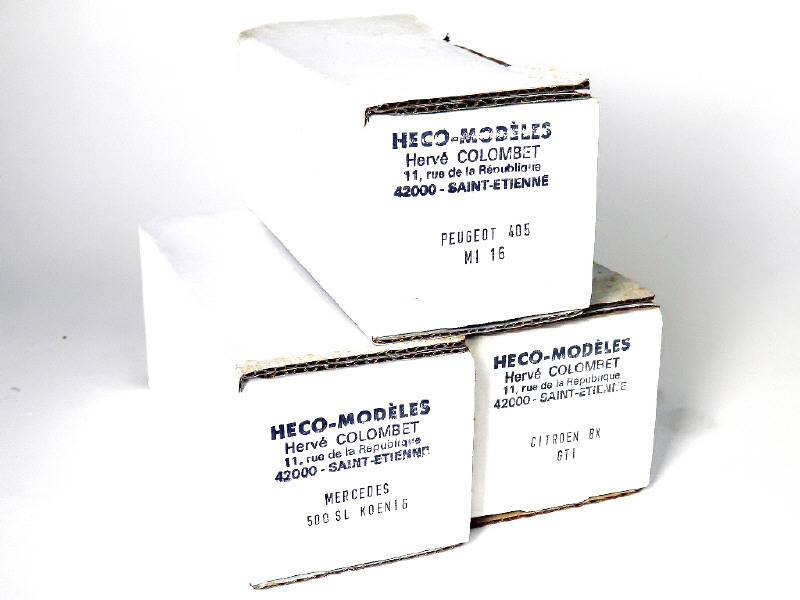 HECO-MODÈLES
Hervé COLOMBET
11, rue de la République
42000 - SAINT-ETIENNE
PEUGEOT 405
MI 16
HECO-MODÈLES
Hervé COLOMBET
11, rue de la République
42000 - SAINT-ETIENNE
MERCEDES
500 SL KOENIG
HECO-MODÈLES
Hervé COLOMBET
11, rue de la République
42000 - SAINT-ETIENNE
CITROEN BX
GTI